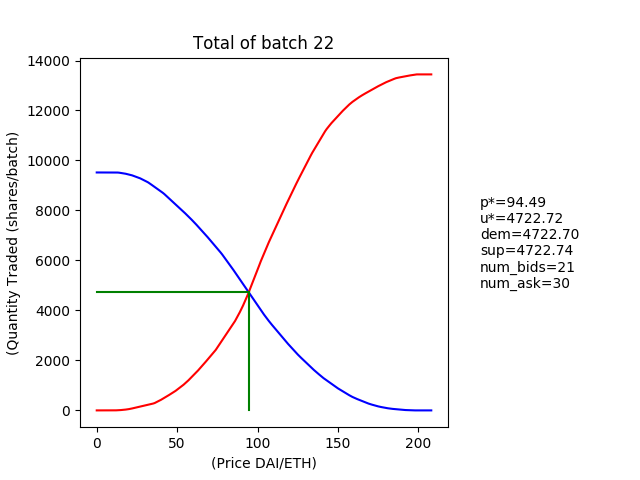 Total of batch 22
14000
12000
10000
8000
6000
4000
2000
0
(Quantity Traded (shares/batch)
0 50 100 150 200
(Price DAI/ETH)
p*=94.49
u*=4722.72
dem=4722.70
sup=4722.74
num_bids=21
num_ask=30